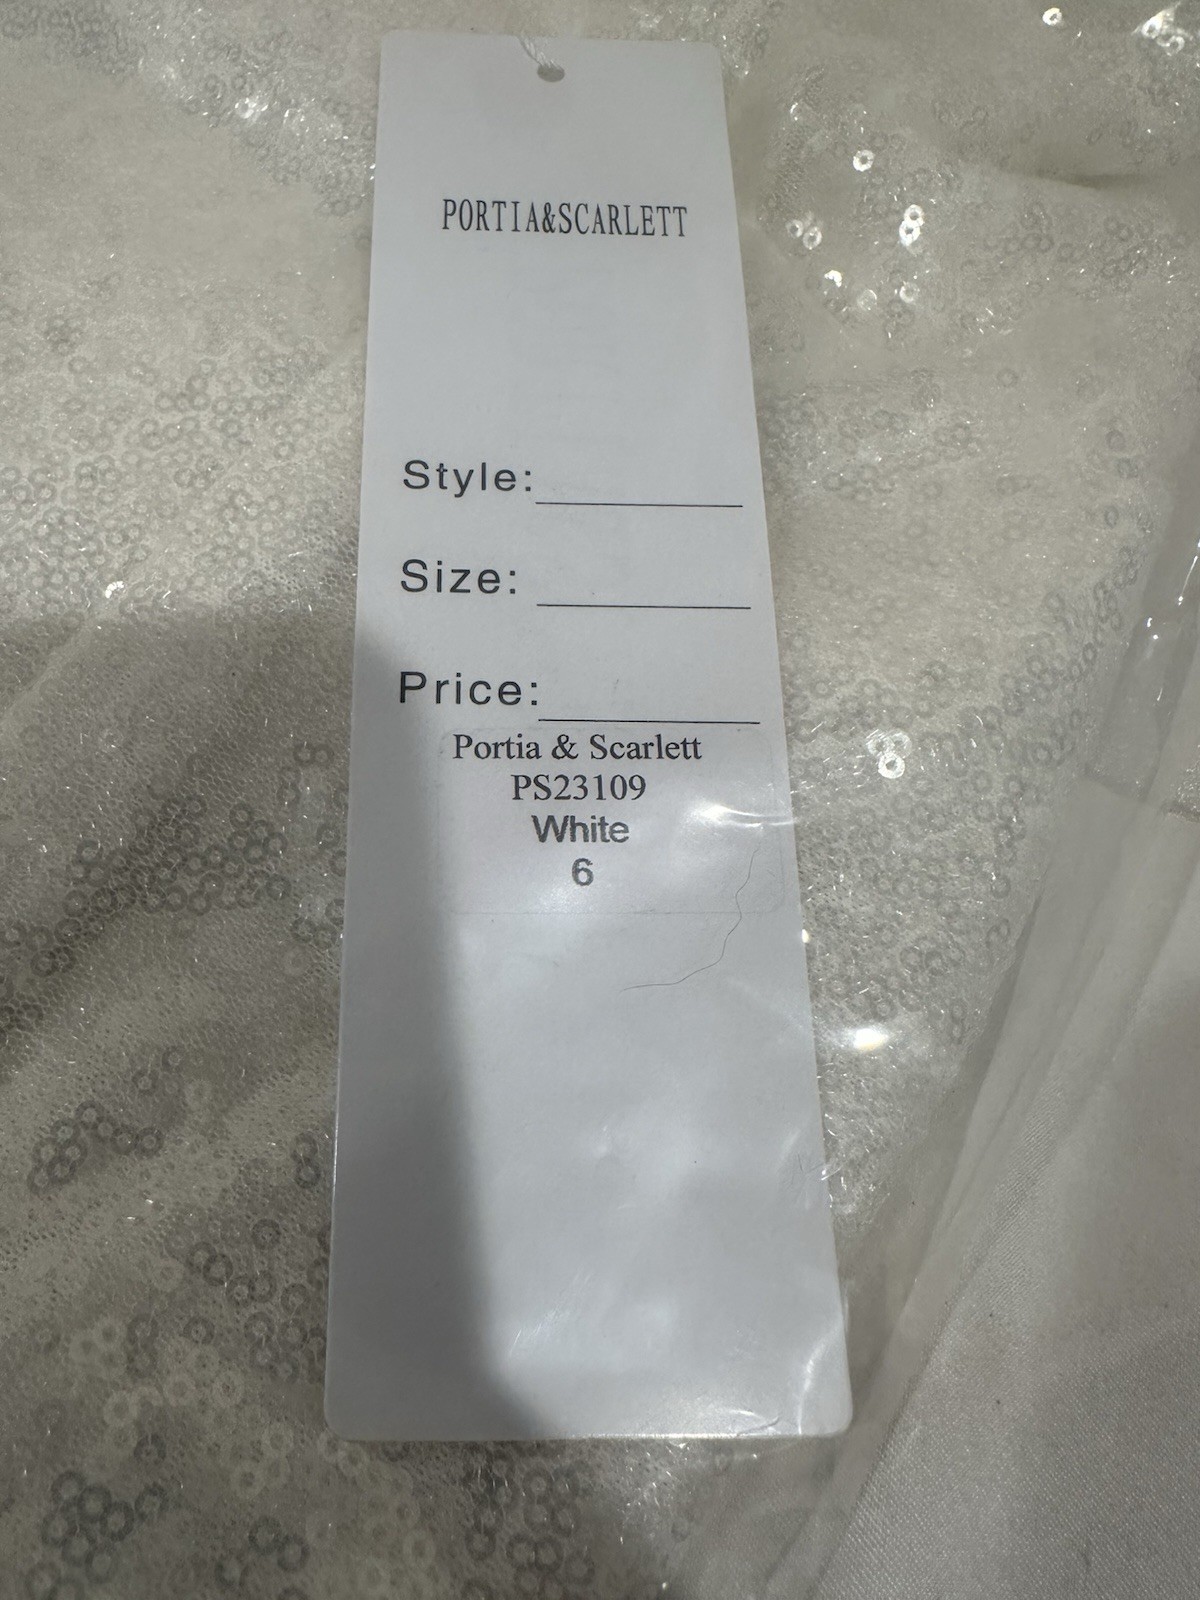 PORTIA&SCARLETT
Style:
Size:
Price:
Portia & Scarlett
PS23109
White
6